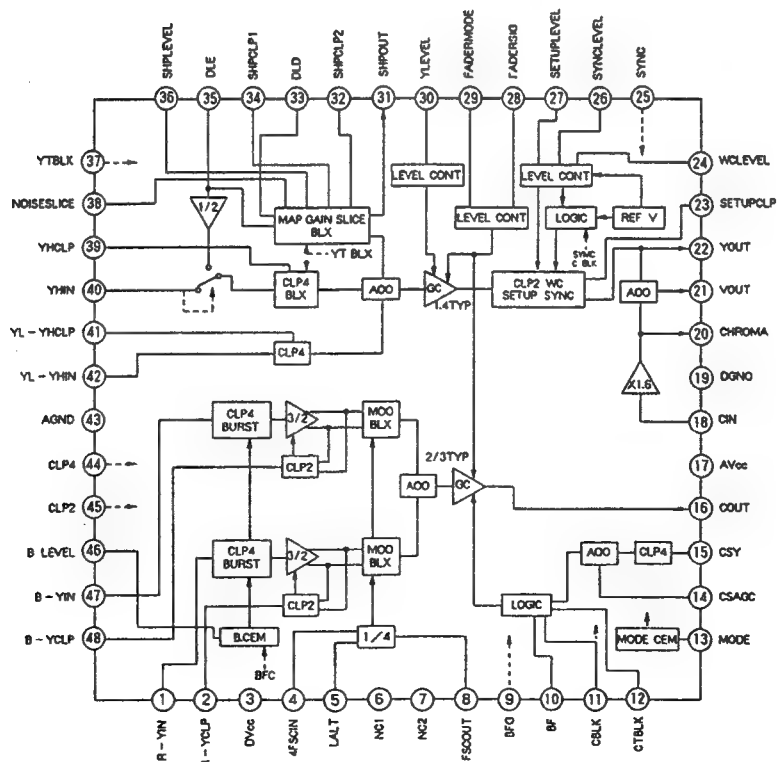 SHPLEVEL
DLE
SHPCLP1
DLD
SHPCLP2
SHPOUT
YLEVEL
FADERMODE
FADERSIG
SETUPLEVEL
SYNCLEVEL
SYNC
36
35
34
33
32
31
30
29
28
27
26
25
YTBLK
37
NOISESLICE
38
YHCLP
39
YHIN
40
YL-YHCLP
41
YL-YHIN
42
AGND
43
CLP4
44
CLP2
45
B LEVEL
46
B-YIN
47
B-YCLP
48
24
WCLEVEL
23
SETUPCLP
22
YOUT
21
VOUT
20
CHROMA
19
DGND
18
CIN
17
AVcc
16
COUT
15
CSY
14
CSAGC
13
MODE
1/2
MAP GAIN SLICE
BLX
YT BLX
LEVEL CONT
LEVEL CONT
LEVEL CONT
LOGIC
REF V
SYNC
C BLK
CLP4
BLX
ADD
GC
1.4TYP
CLP2 WC
SETUP SYNC
ADD
CLP4
X1.6
CLP4
BURST
3/2
MOD
BLX
CLP2
2/3TYP
ADD
GC
CLP4
BURST
3/2
MOD
BLX
CLP2
ADD
CLP4
LOGIC
B.CEM
BFC
1/4
MODE CEM
1
2
3
4
5
6
7
8
9
10
11
12
R-YIN
-YCLP
DVcc
4FSCIN
LALT
NC1
NC2
FSCOUT
BFG
BF
CBLK
CTBLK